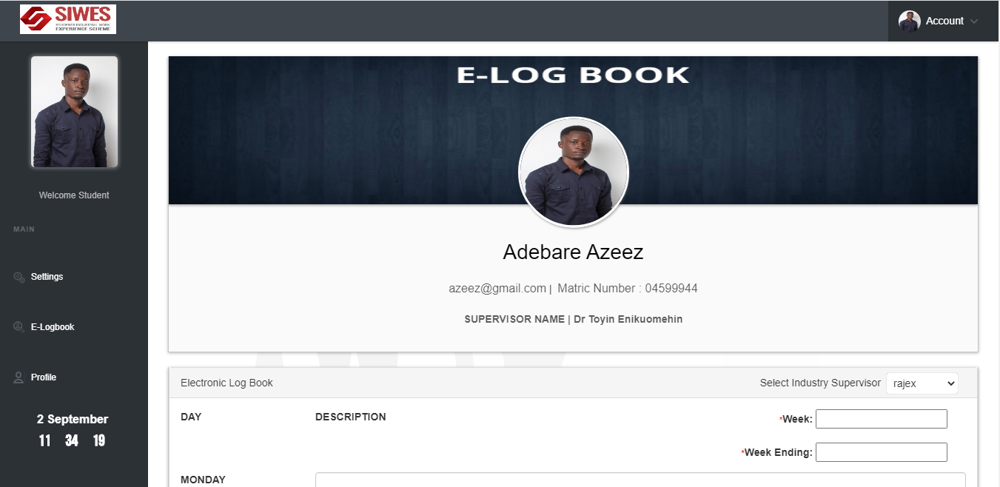 SIWES
STUDENTS INDUSTRIAL WORK
EXPERIENCE SCHEME
Account
Welcome Student
MAIN
Settings
E-Logbook
Profile
2 September
11 34 19
E-LOG BOOK
Adebare Azeez
azeez@gmail.com | Matric Number : 04599944
SUPERVISOR NAME | Dr Toyin Enikuomehin
Electronic Log Book Select Industry Supervisor rajex
DAY DESCRIPTION *Week:
*Week Ending:
MONDAY